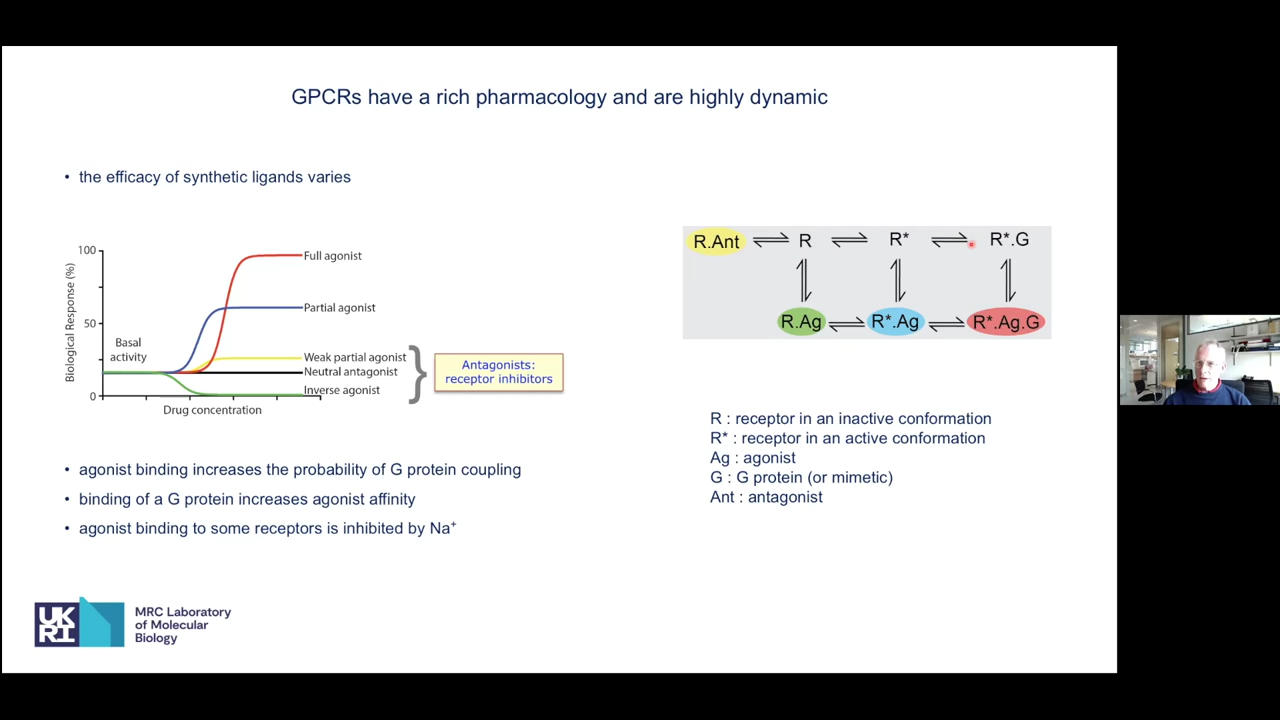 GPCRs have a rich pharmacology and are highly dynamic
• the efficacy of synthetic ligands varies
100
50
0
Biological Response (%)
Basal
activity
Full agonist
Partial agonist
Weak partial agonist
Neutral antagonist
Inverse agonist
Drug concentration
}
Antagonists:
receptor inhibitors
• agonist binding increases the probability of G protein coupling
• binding of a G protein increases agonist affinity
• agonist binding to some receptors is inhibited by Na⁺
R.Ant R R* R*.G
R.Ag R*.Ag R*.Ag.G
R : receptor in an inactive conformation
R* : receptor in an active conformation
Ag : agonist
G : G protein (or mimetic)
Ant : antagonist
UK
RI
MRC Laboratory
of Molecular
Biology